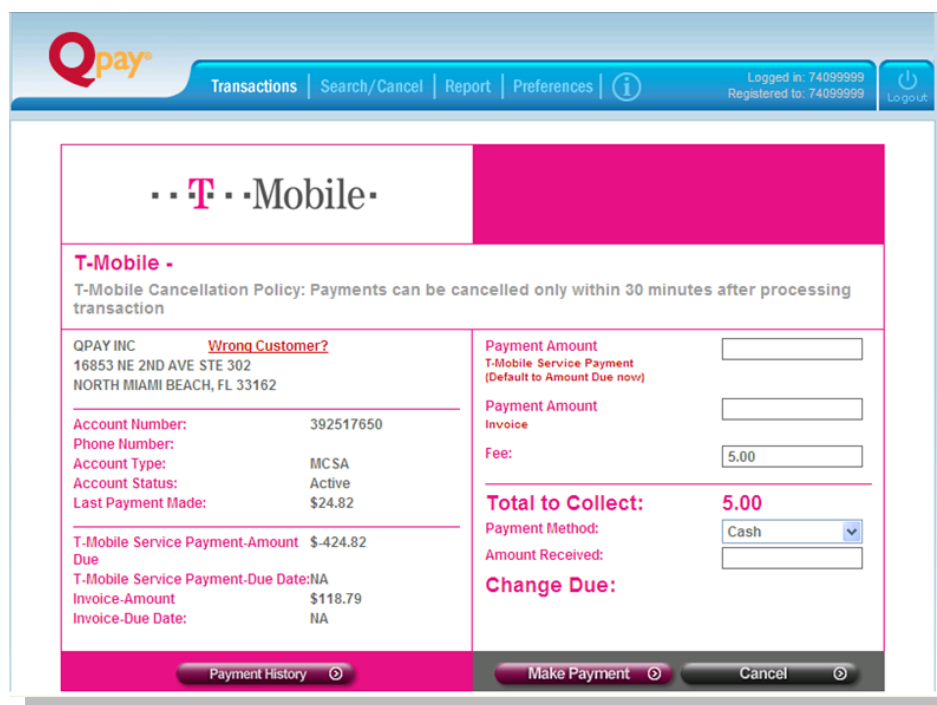 Qpay®
Transactions | Search/Cancel | Report | Preferences | i
Logged in: 74099999
Registered to: 74099999
Logout
T Mobile
T-Mobile -
T-Mobile Cancellation Policy: Payments can be cancelled only within 30 minutes after processing
transaction
QPAY INC Wrong Customer?
16853 NE 2ND AVE STE 302
NORTH MIAMI BEACH, FL 33162
Account Number: 392517650
Phone Number:
Account Type: MCSA
Account Status: Active
Last Payment Made: $24.82
T-Mobile Service Payment-Amount $-424.82
Due
T-Mobile Service Payment-Due Date:NA
Invoice-Amount $118.79
Invoice-Due Date: NA
Payment History
Payment Amount
T-Mobile Service Payment
(Default to Amount Due now)
Payment Amount
Invoice
Fee: 5.00
Total to Collect: 5.00
Payment Method: Cash
Amount Received:
Change Due:
Make Payment
Cancel